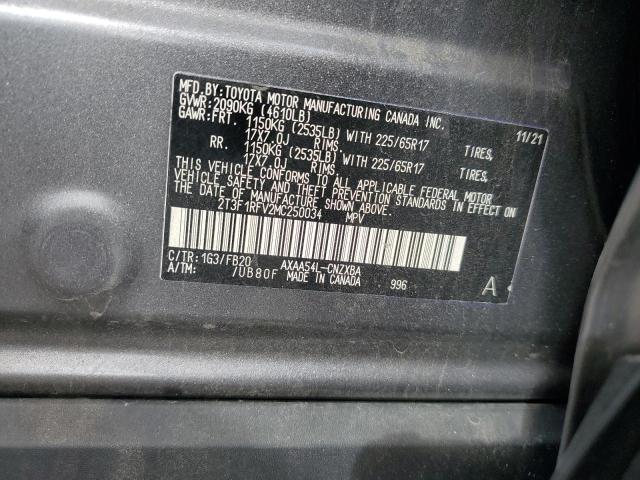 MFD.BY:TOYOTA MOTOR MANUFACTURING CANADA INC.
GVWR:2090KG (4610LB) 11/21
GAWR:FRT. 1150KG (2535LB) WITH 225/65R17 TIRES,
17X7.0J RIMS.
RR. 1150KG (2535LB) WITH 225/65R17 TIRES,
17X7.0J RIMS.
THIS VEHICLE CONFORMS TO ALL APPLICABLE FEDERAL MOTOR
VEHICLE SAFETY AND THEFT PREVENTION STANDARDS IN EFFECT ON
THE DATE OF MANUFACTURE SHOWN ABOVE.
2T3F1RFV2MC250034 MPV
C/TR:1G3/FB20 AXAA54L-CNZXBA
A/TM: /UB80F MADE IN CANADA 996 A